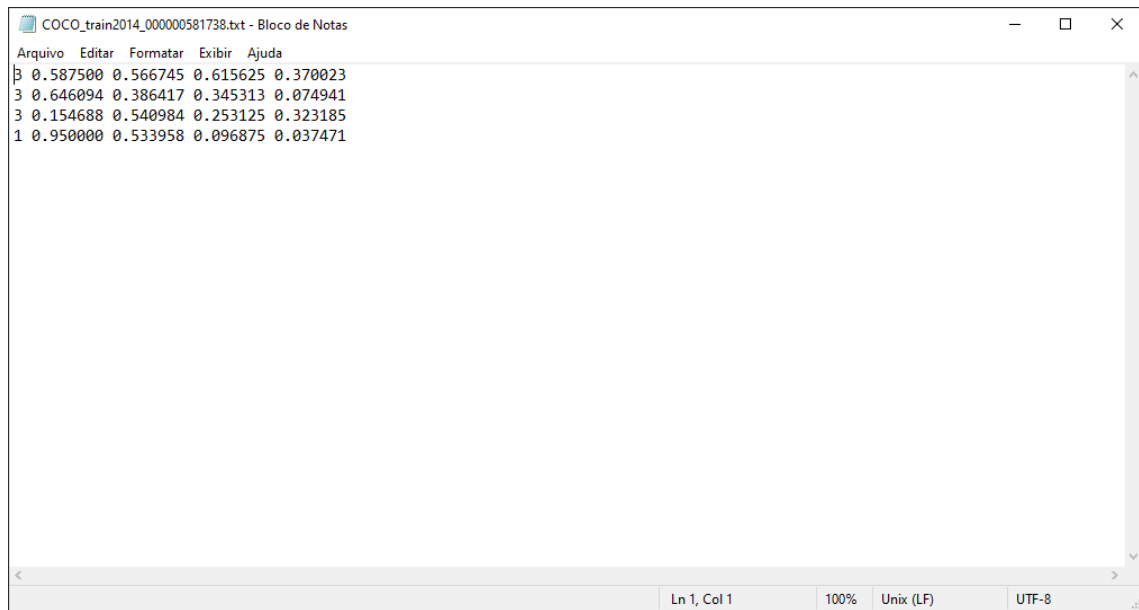 COCO_train2014_000000581738.txt - Bloco de Notas
Arquivo Editar Formatar Exibir Ajuda
3 0.587500 0.566745 0.615625 0.370023
3 0.646094 0.386417 0.345313 0.074941
3 0.154688 0.540984 0.253125 0.323185
1 0.950000 0.533958 0.096875 0.037471
Ln 1, Col 1 100% Unix (LF) UTF-8